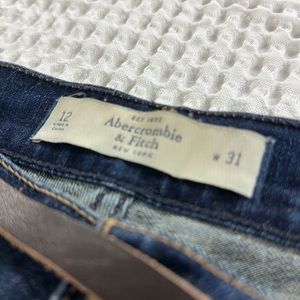 12
EST 1892
Abercrombie
& Fitch
NEW YORK
W 31